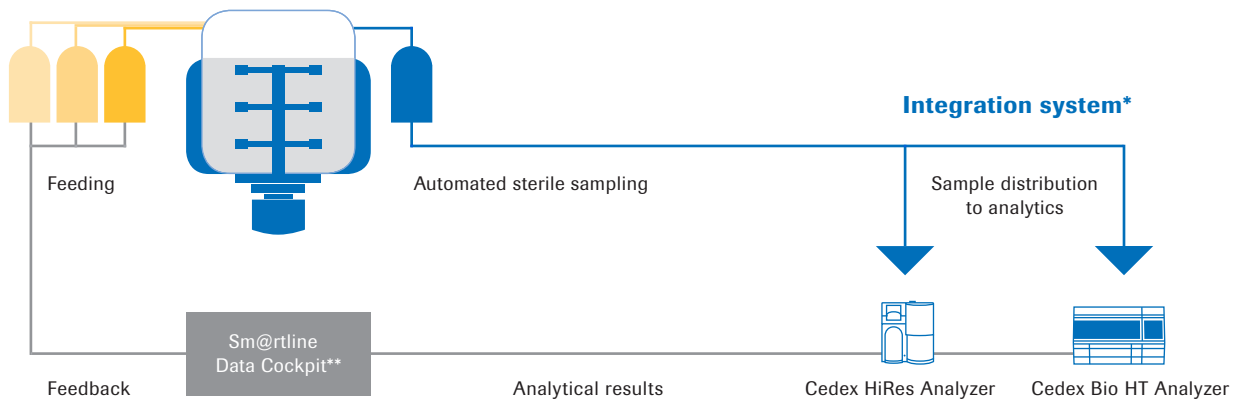 Integration system*
Feeding
Automated sterile sampling
Sample distribution
to analytics
Sm@rtline
Data Cockpit**
Feedback
Analytical results
Cedex HiRes Analyzer
Cedex Bio HT Analyzer